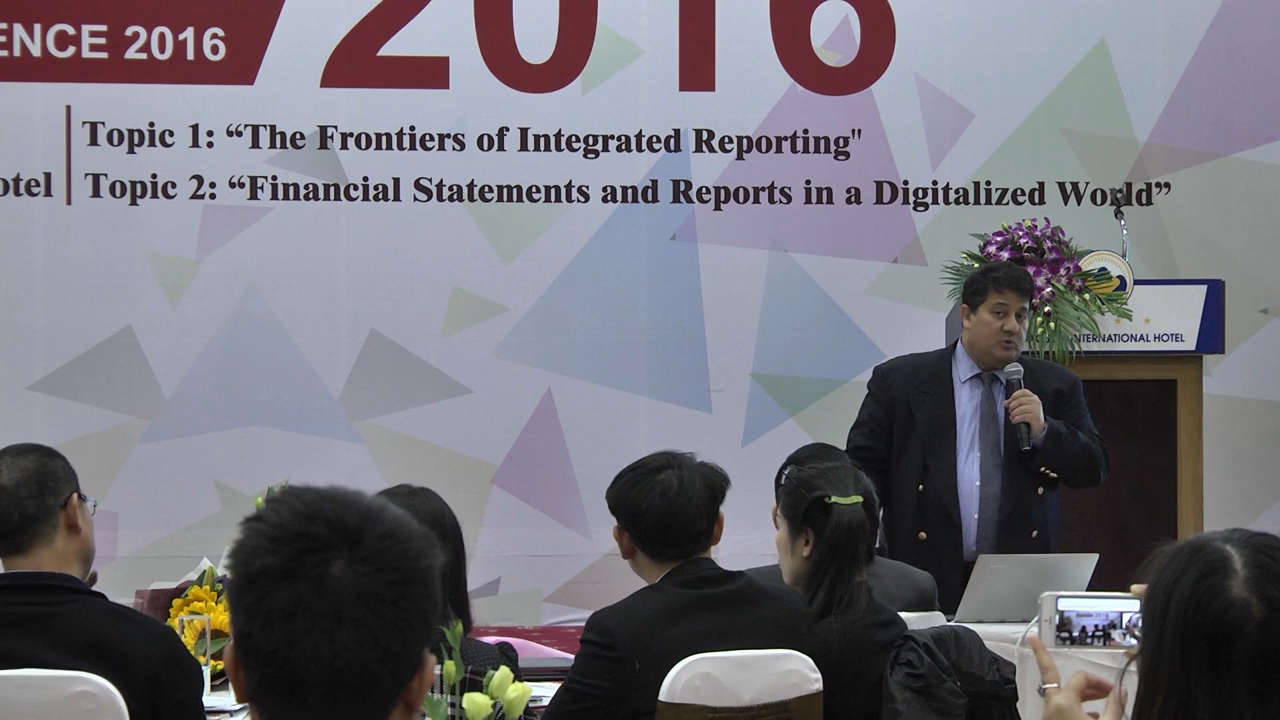 ENCE 2016
2016
Topic 1: “The Frontiers of Integrated Reporting"
otel
Topic 2: “Financial Statements and Reports in a Digitalized World”
INTERNATIONAL HOTEL